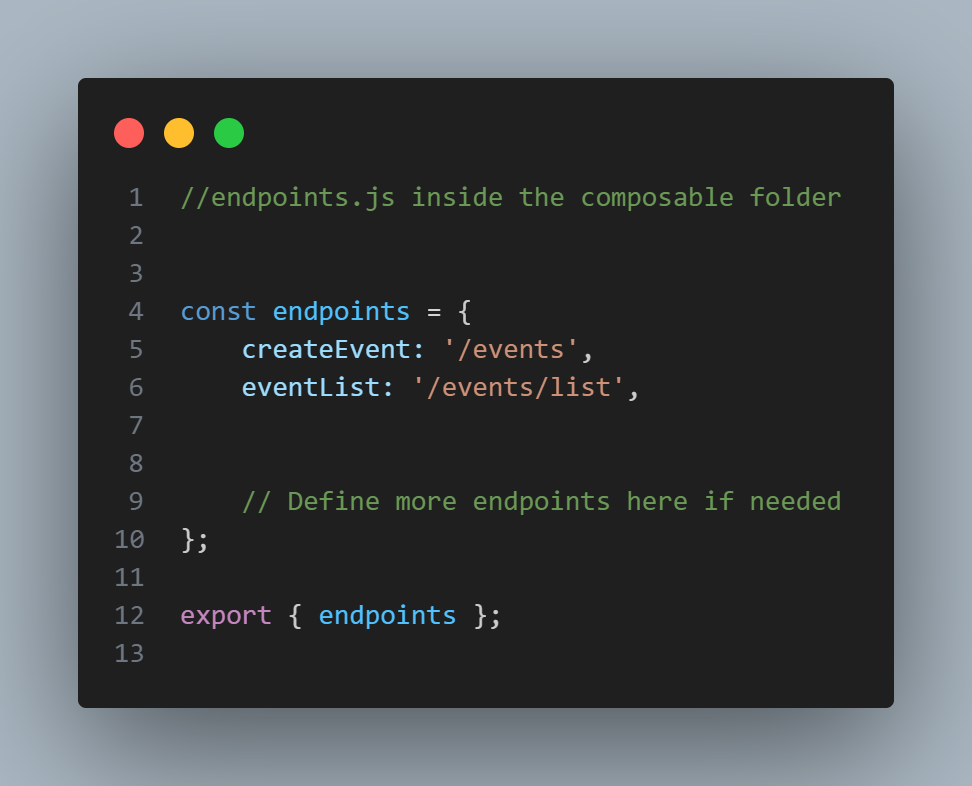 1 //endpoints.js inside the composable folder
2
3
4 const endpoints = {
5     createEvent: '/events',
6     eventList: '/events/list',
7
8
9     // Define more endpoints here if needed
10 };
11
12 export { endpoints };
13